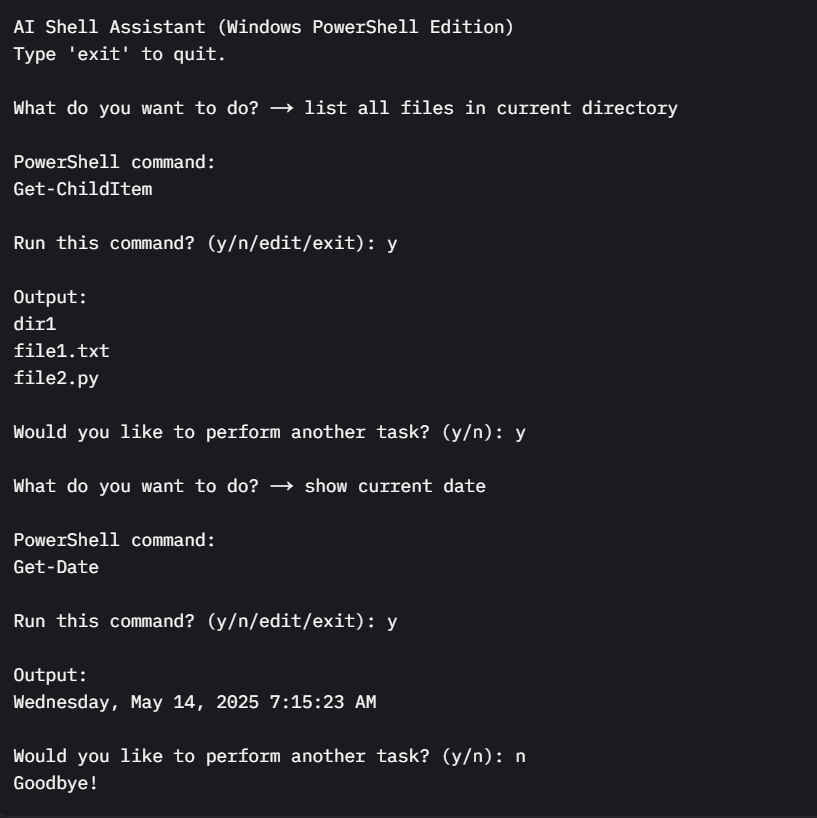 AI Shell Assistant (Windows PowerShell Edition)
Type 'exit' to quit.
What do you want to do? → list all files in current directory
PowerShell command:
Get-ChildItem
Run this command? (y/n/edit/exit): y
Output:
dir1
file1.txt
file2.py
Would you like to perform another task? (y/n): y
What do you want to do? → show current date
PowerShell command:
Get-Date
Run this command? (y/n/edit/exit): y
Output:
Wednesday, May 14, 2025 7:15:23 AM
Would you like to perform another task? (y/n): n
Goodbye!